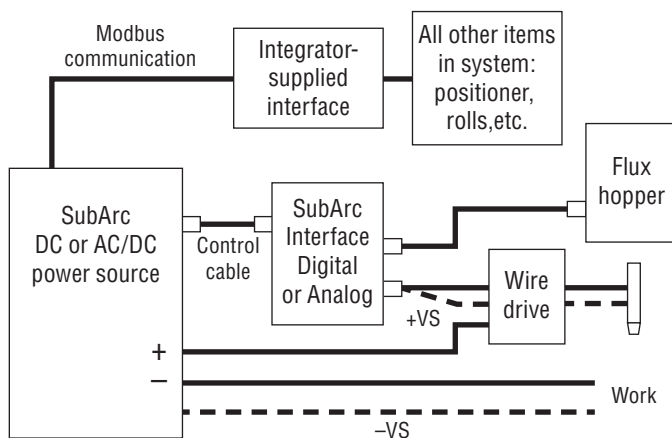 Modbus
communication
Integrator-
supplied
interface
All other items
in system:
positioner,
rolls,etc.
Flux
hopper
SubArc
DC or AC/DC
power source
Control
cable
SubArc
Interface
Digital
or Analog
Wire
drive
+VS
+
−
Work
–VS